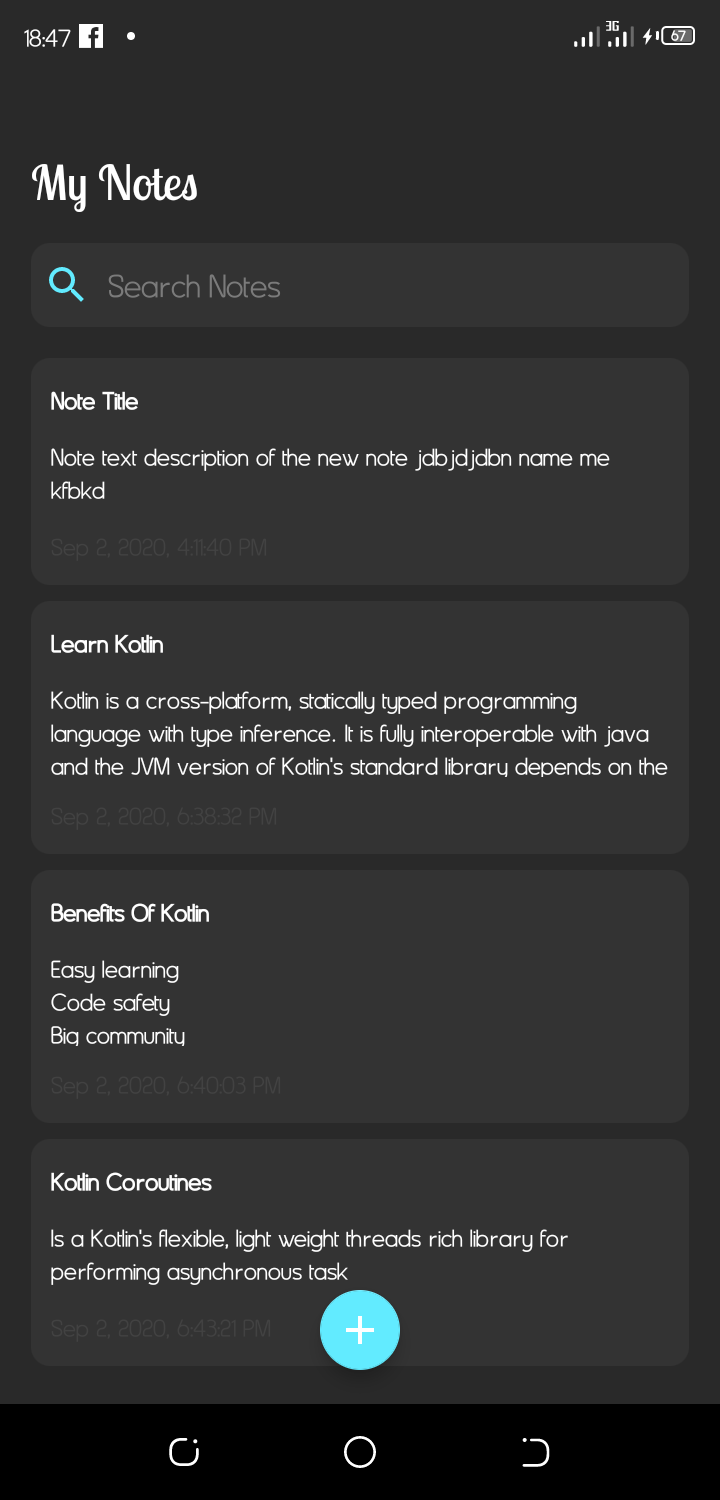 18:47
3G
67
My Notes
Search Notes
Note Title
Note text description of the new note jdbjdjdbn name me
kfbkd
Sep 2, 2020, 4:11:40 PM
Learn Kotlin
Kotlin is a cross-platform, statically typed programming
language with type inference. It is fully interoperable with java
and the JVM version of Kotlin's standard library depends on the
Sep 2, 2020, 6:38:32 PM
Benefits Of Kotlin
Easy learning
Code safety
Big community
Sep 2, 2020, 6:40:03 PM
Kotlin Coroutines
Is a Kotlin's flexible, light weight threads rich library for
performing asynchronous task
Sep 2, 2020, 6:43:21 PM